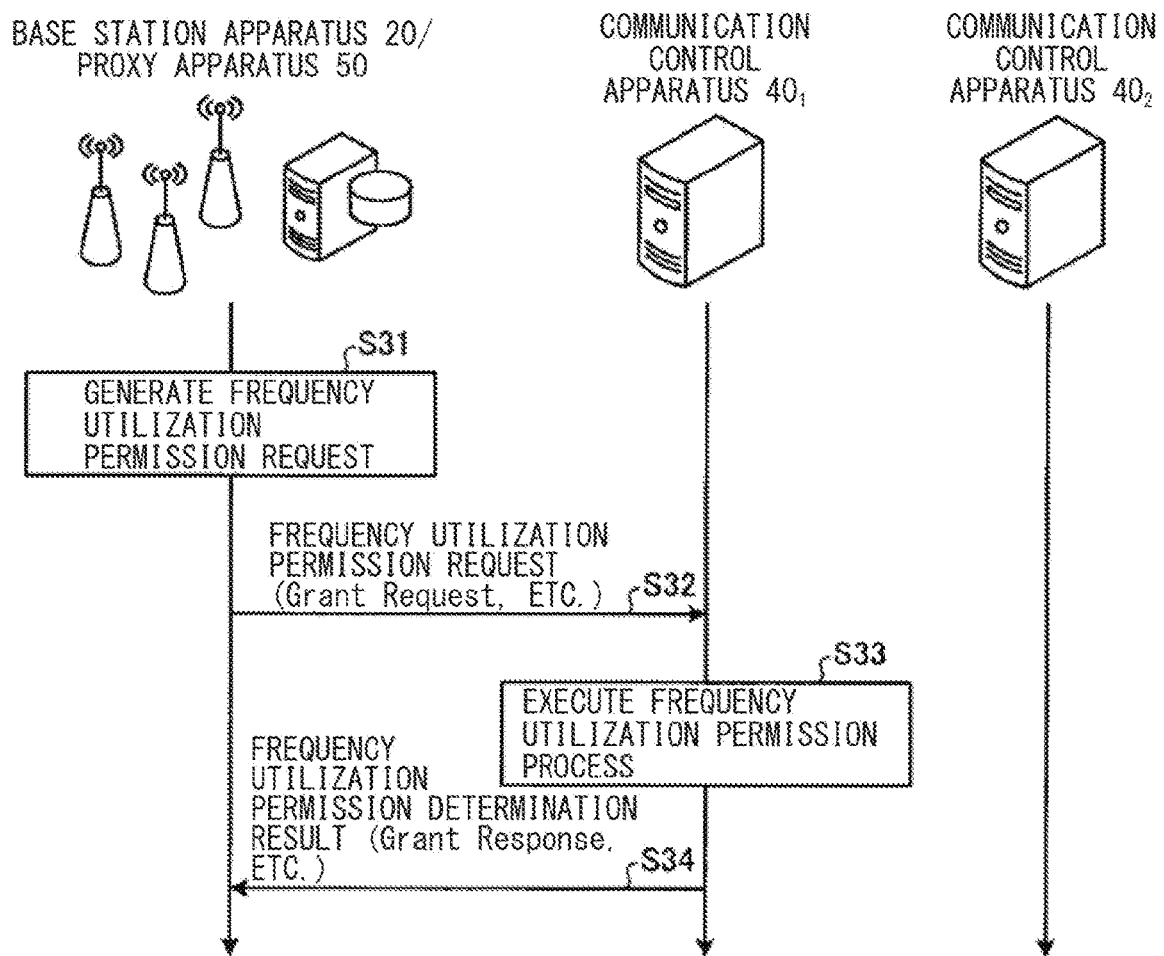 BASE STATION APPARATUS 20/
PROXY APPARATUS 50
COMMUNICATION
CONTROL
APPARATUS 40₁
COMMUNICATION
CONTROL
APPARATUS 40₂
S31
GENERATE FREQUENCY
UTILIZATION
PERMISSION REQUEST
FREQUENCY UTILIZATION
PERMISSION REQUEST
(Grant Request, ETC.)
S32
S33
EXECUTE FREQUENCY
UTILIZATION PERMISSION
PROCESS
FREQUENCY
UTILIZATION
PERMISSION DETERMINATION
RESULT (Grant Response,
ETC.)
S34